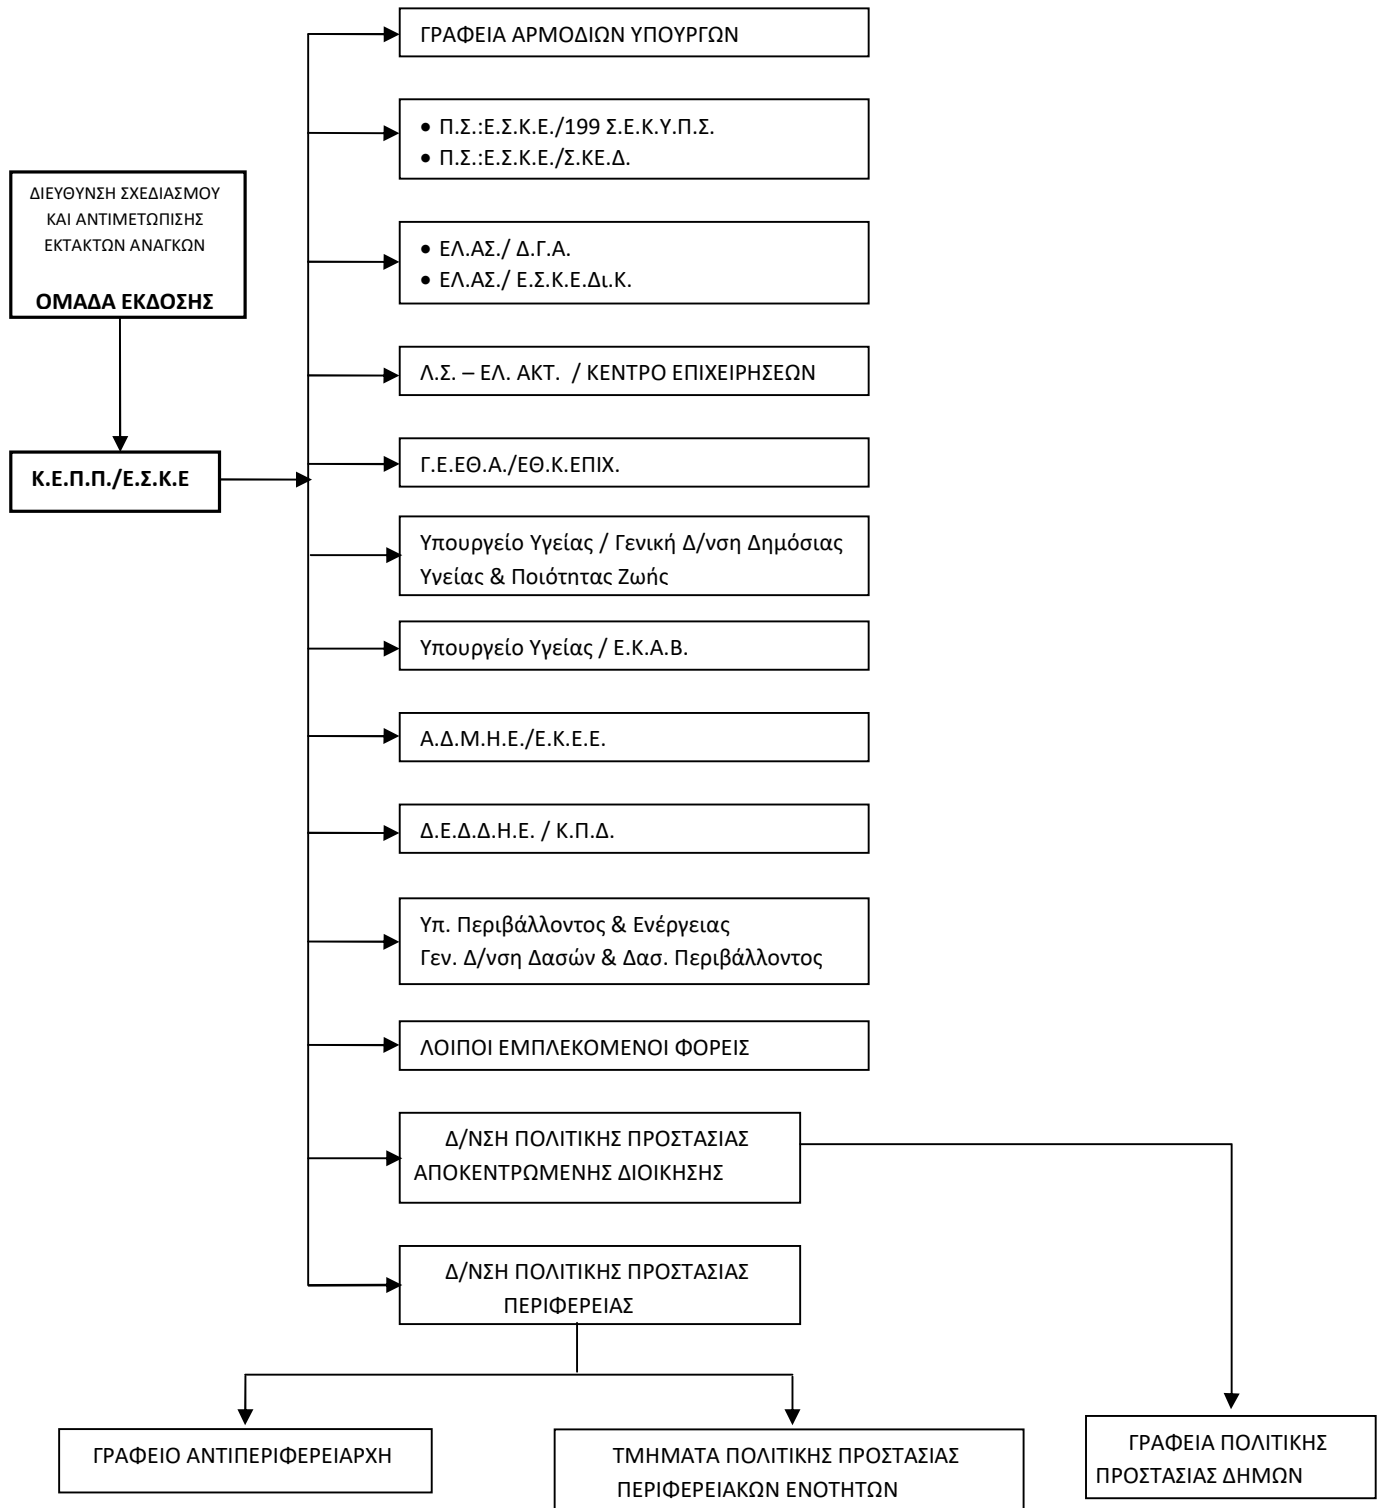 ΓΡΑΦΕΙΑ ΑΡΜΟΔΙΩΝ ΥΠΟΥΡΓΩΝ
• Π.Σ.:Ε.Σ.Κ.Ε./199 Σ.Ε.Κ.Υ.Π.Σ.
• Π.Σ.:Ε.Σ.Κ.Ε./Σ.ΚΕ.Δ.
ΔΙΕΥΘΥΝΣΗ ΣΧΕΔΙΑΣΜΟΥ
ΚΑΙ ΑΝΤΙΜΕΤΩΠΙΣΗΣ
ΕΚΤΑΚΤΩΝ ΑΝΑΓΚΩΝ
ΟΜΑΔΑ ΕΚΔΟΣΗΣ
• ΕΛ.ΑΣ./ Δ.Γ.Α.
• ΕΛ.ΑΣ./ Ε.Σ.Κ.Ε.Δι.Κ.
Λ.Σ. – ΕΛ. ΑΚΤ. / ΚΕΝΤΡΟ ΕΠΙΧΕΙΡΗΣΕΩΝ
Κ.Ε.Π.Π./Ε.Σ.Κ.Ε
Γ.Ε.ΕΘ.Α./ΕΘ.Κ.ΕΠΙΧ.
Υπουργείο Υγείας / Γενική Δ/νση Δημόσιας
Υγείας & Ποιότητας Ζωής
Υπουργείο Υγείας / Ε.Κ.Α.Β.
Α.Δ.Μ.Η.Ε./Ε.Κ.Ε.Ε.
Δ.Ε.Δ.Δ.Η.Ε. / Κ.Π.Δ.
Υπ. Περιβάλλοντος & Ενέργειας
Γεν. Δ/νση Δασών & Δασ. Περιβάλλοντος
ΛΟΙΠΟΙ ΕΜΠΛΕΚΟΜΕΝΟΙ ΦΟΡΕΙΣ
Δ/ΝΣΗ ΠΟΛΙΤΙΚΗΣ ΠΡΟΣΤΑΣΙΑΣ
ΑΠΟΚΕΝΤΡΩΜΕΝΗΣ ΔΙΟΙΚΗΣΗΣ
Δ/ΝΣΗ ΠΟΛΙΤΙΚΗΣ ΠΡΟΣΤΑΣΙΑΣ
ΠΕΡΙΦΕΡΕΙΑΣ
ΓΡΑΦΕΙΟ ΑΝΤΙΠΕΡΙΦΕΡΕΙΑΡΧΗ
ΤΜΗΜΑΤΑ ΠΟΛΙΤΙΚΗΣ ΠΡΟΣΤΑΣΙΑΣ
ΠΕΡΙΦΕΡΕΙΑΚΩΝ ΕΝΟΤΗΤΩΝ
ΓΡΑΦΕΙΑ ΠΟΛΙΤΙΚΗΣ
ΠΡΟΣΤΑΣΙΑΣ ΔΗΜΩΝ